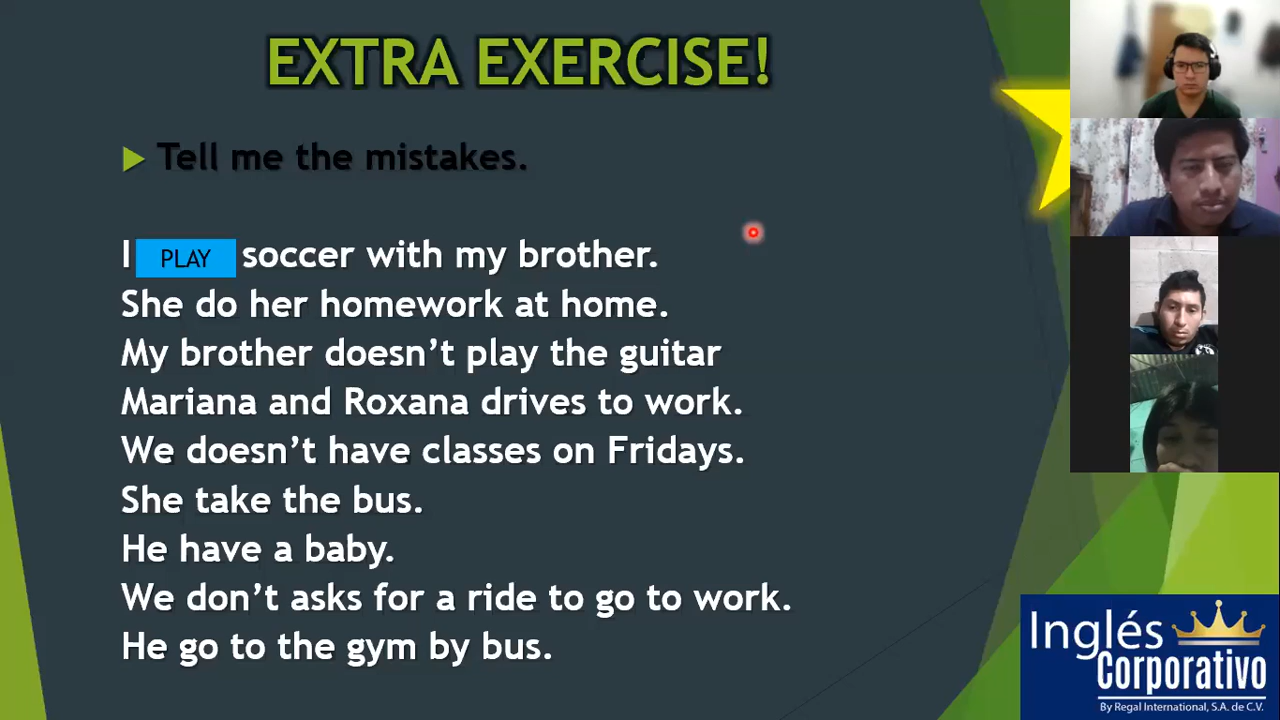 EXTRA EXERCISE!
Tell me the mistakes.
I PLAY soccer with my brother.
She do her homework at home.
My brother doesn’t play the guitar
Mariana and Roxana drives to work.
We doesn’t have classes on Fridays.
She take the bus.
He have a baby.
We don’t asks for a ride to go to work.
He go to the gym by bus.
Inglés
Corporativo
By Regal International, S.A. de C.V.